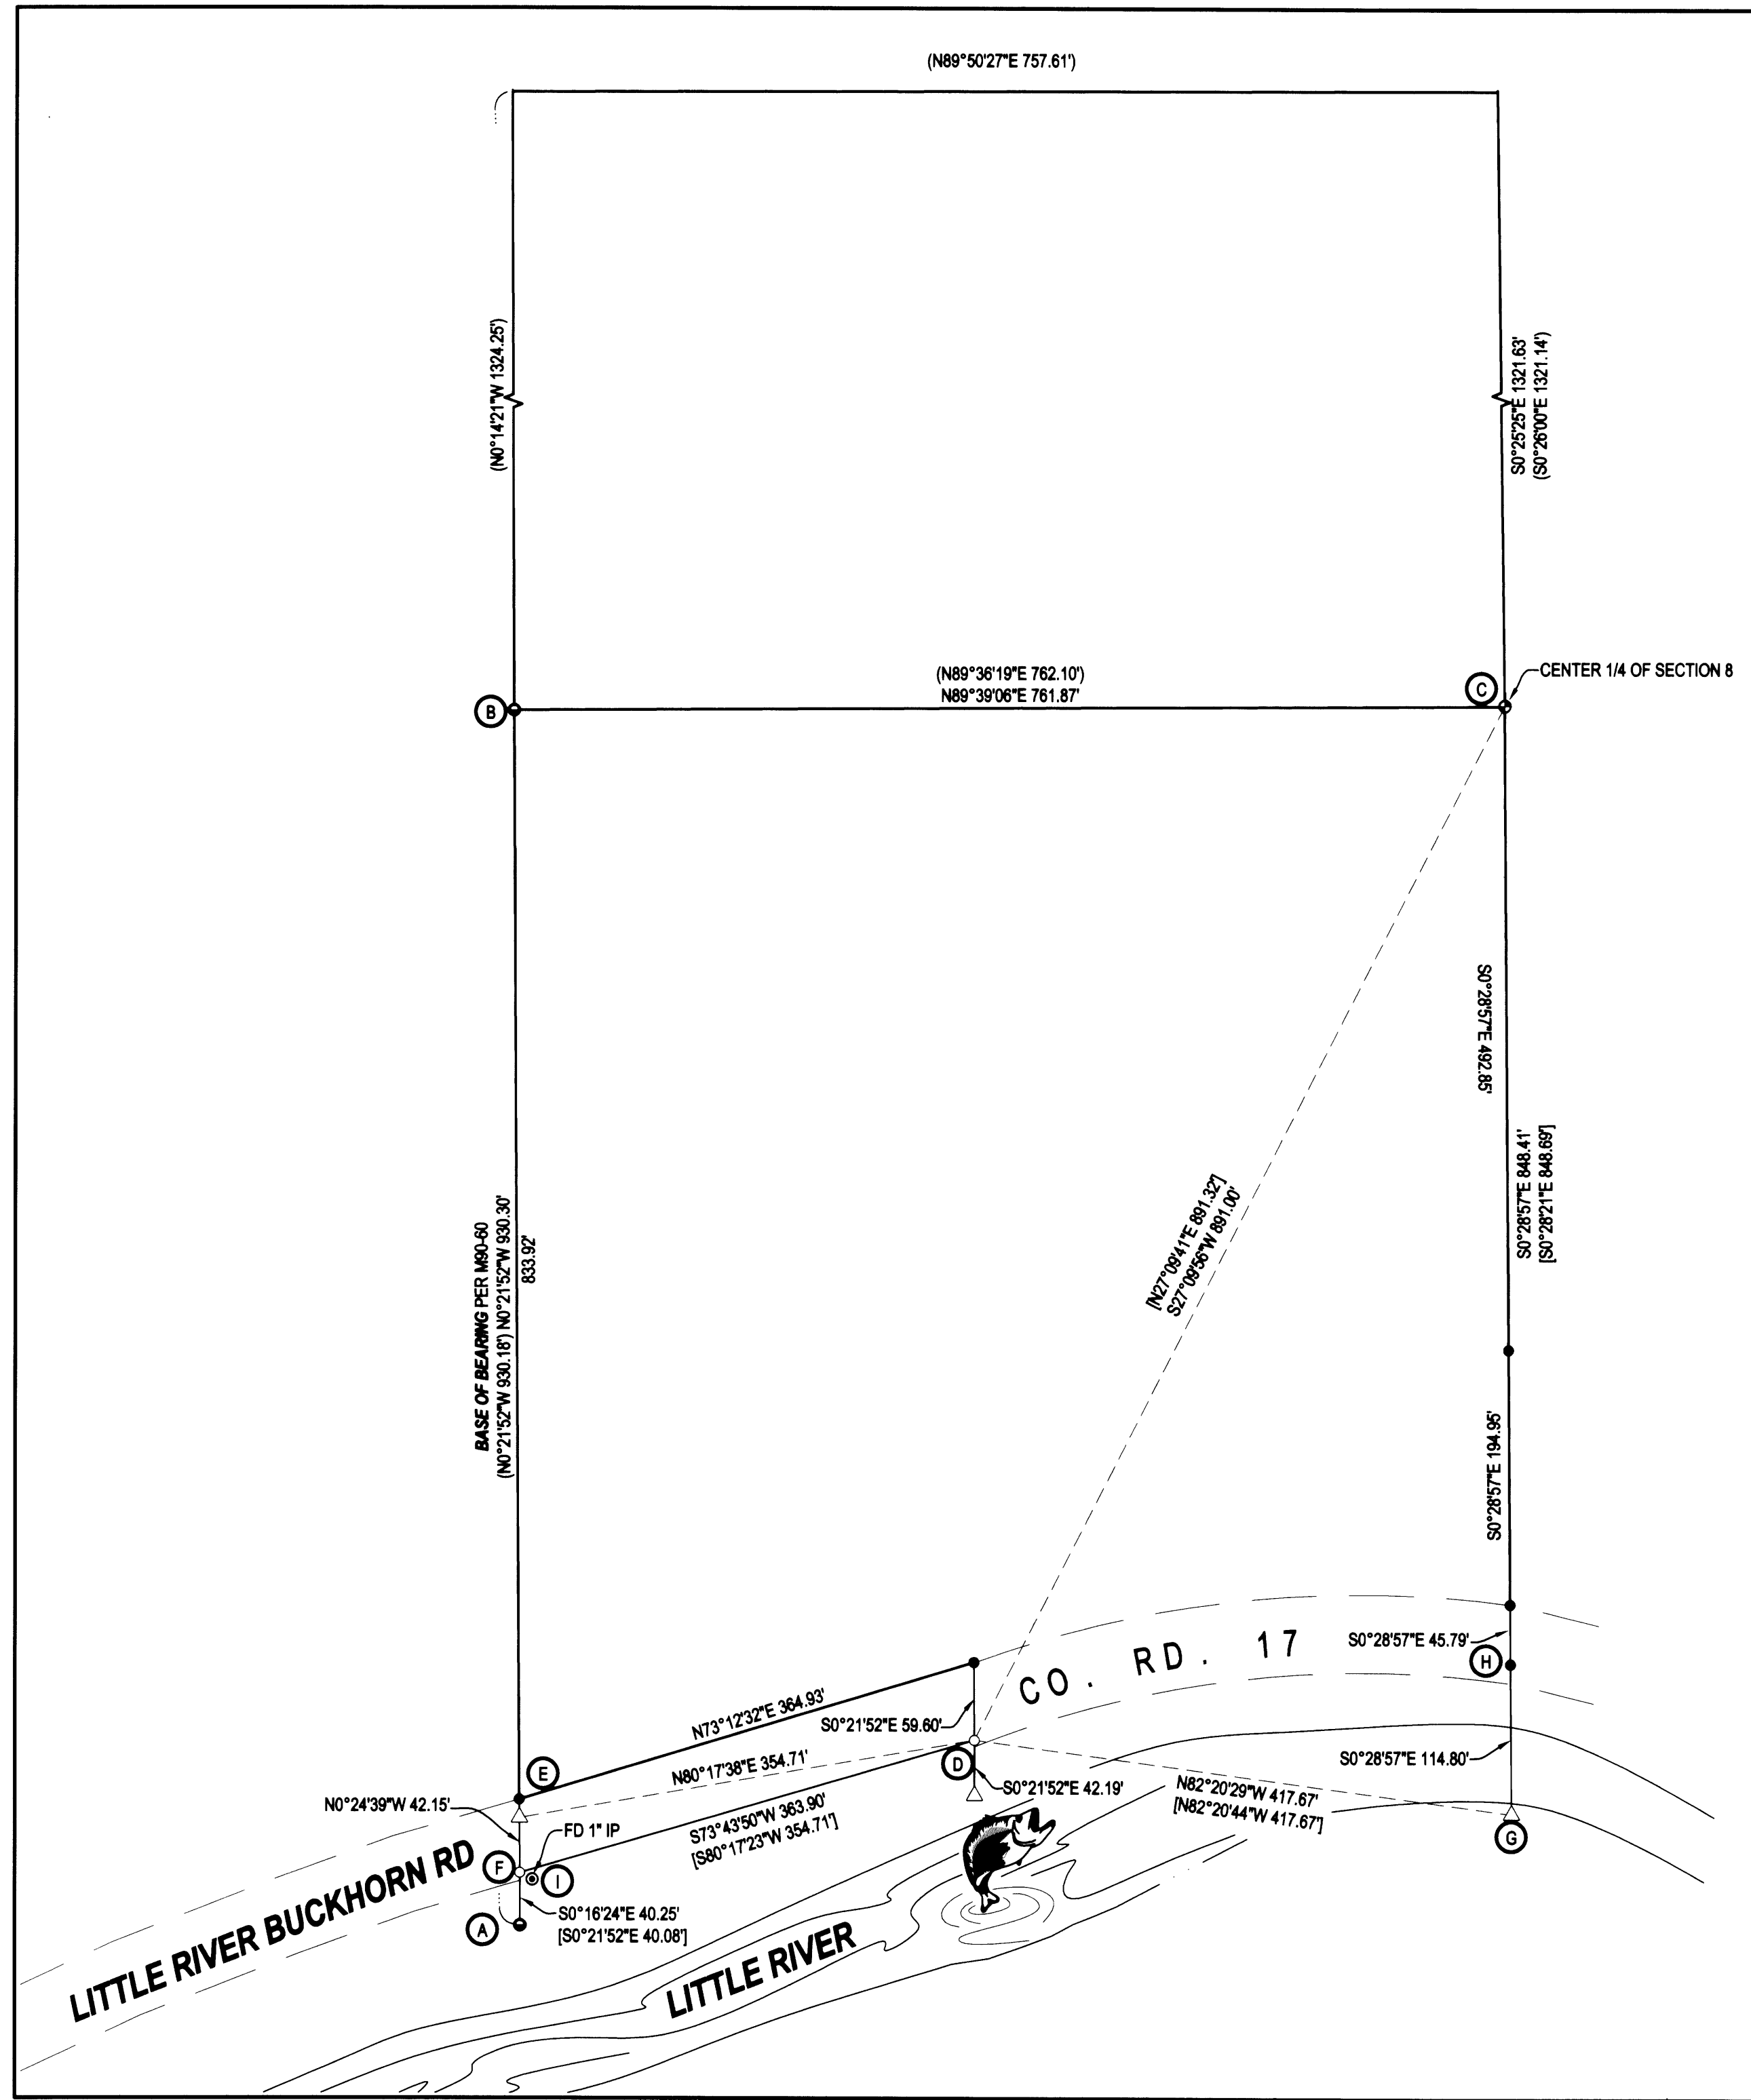 (N89°50'27"E 757.61')
(N0°14'21"W 1324.25')
S0°25'25"E 1321.63'
(S0°26'00"E 1321.14')
(N89°36'19"E 762.10')
N89°39'06"E 761.87'
B
C
CENTER 1/4 OF SECTION 8
S0°28'57"E 492.85'
S0°28'57"E 848.41'
[S0°28'21"E 848.69']
[N27°09'41"E 891.32']
S27°09'56"W 891.00'
BASE OF BEARING PER M90-60
(N0°21'52"W 930.18') N0°21'52"W 930.30'
833.92'
S0°28'57"E 194.95'
CO. RD. 17
S0°28'57"E 45.79'
H
N73°12'32"E 364.93'
S0°21'52"E 59.60'
D
N80°17'38"E 354.71'
E
S0°28'57"E 114.80'
S0°21'52"E 42.19'
N82°20'29"W 417.67'
[N82°20'44"W 417.67']
G
N0°24'39"W 42.15'
FD 1" IP
S73°43'50"W 363.90'
[S80°17'23"W 354.71']
F
I
LITTLE RIVER BUCKHORN RD
A
S0°16'24"E 40.25'
[S0°21'52"E 40.08']
LITTLE RIVER